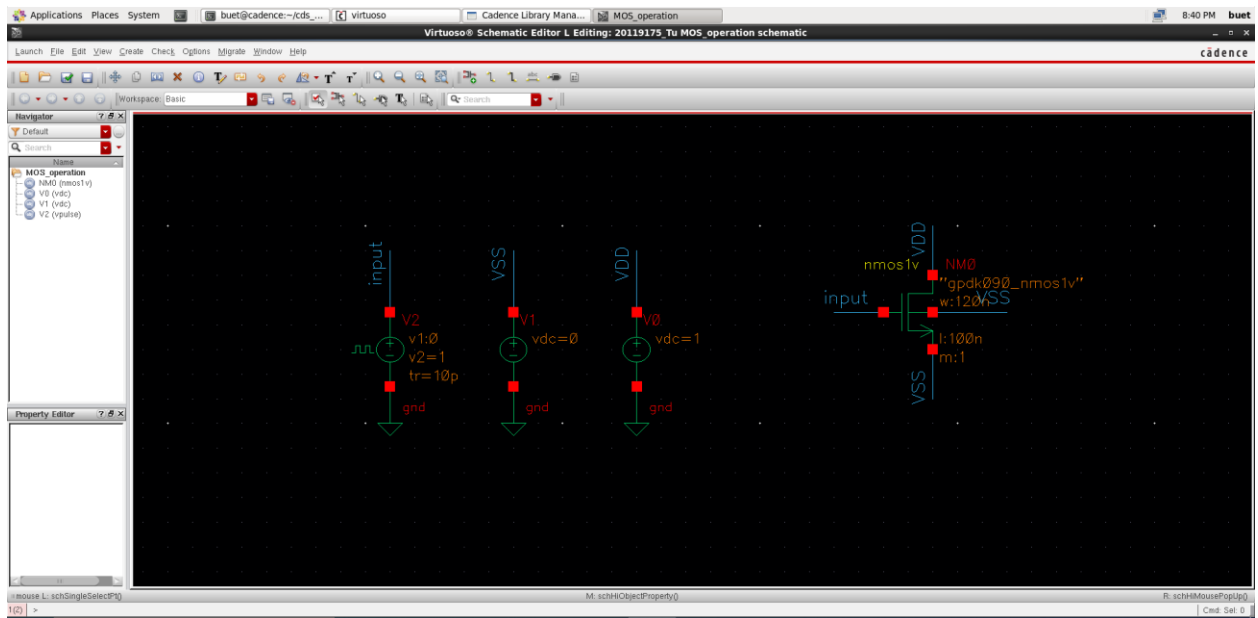 Applications Places System buet@cadence:~/cds_... virtuoso Cadence Library Mana... MOS_operation 8:40 PM buet
Virtuoso® Schematic Editor L Editing: 20119175_Tu MOS_operation schematic
Launch File Edit View Create Check Options Migrate Window Help cādence
Workspace: Basic Search
Navigator
Default
Search
Name
MOS_operation
NM0 (nmos1v)
V0 (vdc)
V1 (vdc)
V2 (vpulse)
Property Editor
input
V2
v1:0
v2=1
tr=10p
gnd
VSS
V1
vdc=0
gnd
VDD
V0
vdc=1
gnd
VDD
nmos1v NM0
"gpdk090_nmos1v"
input w:120n VSS
l:100n
m:1
VSS
mouse L: schSingleSelectPt() M: schHiObjectProperty() R: schHiMousePopUp()
1(2) > Cmd: Sel: 0